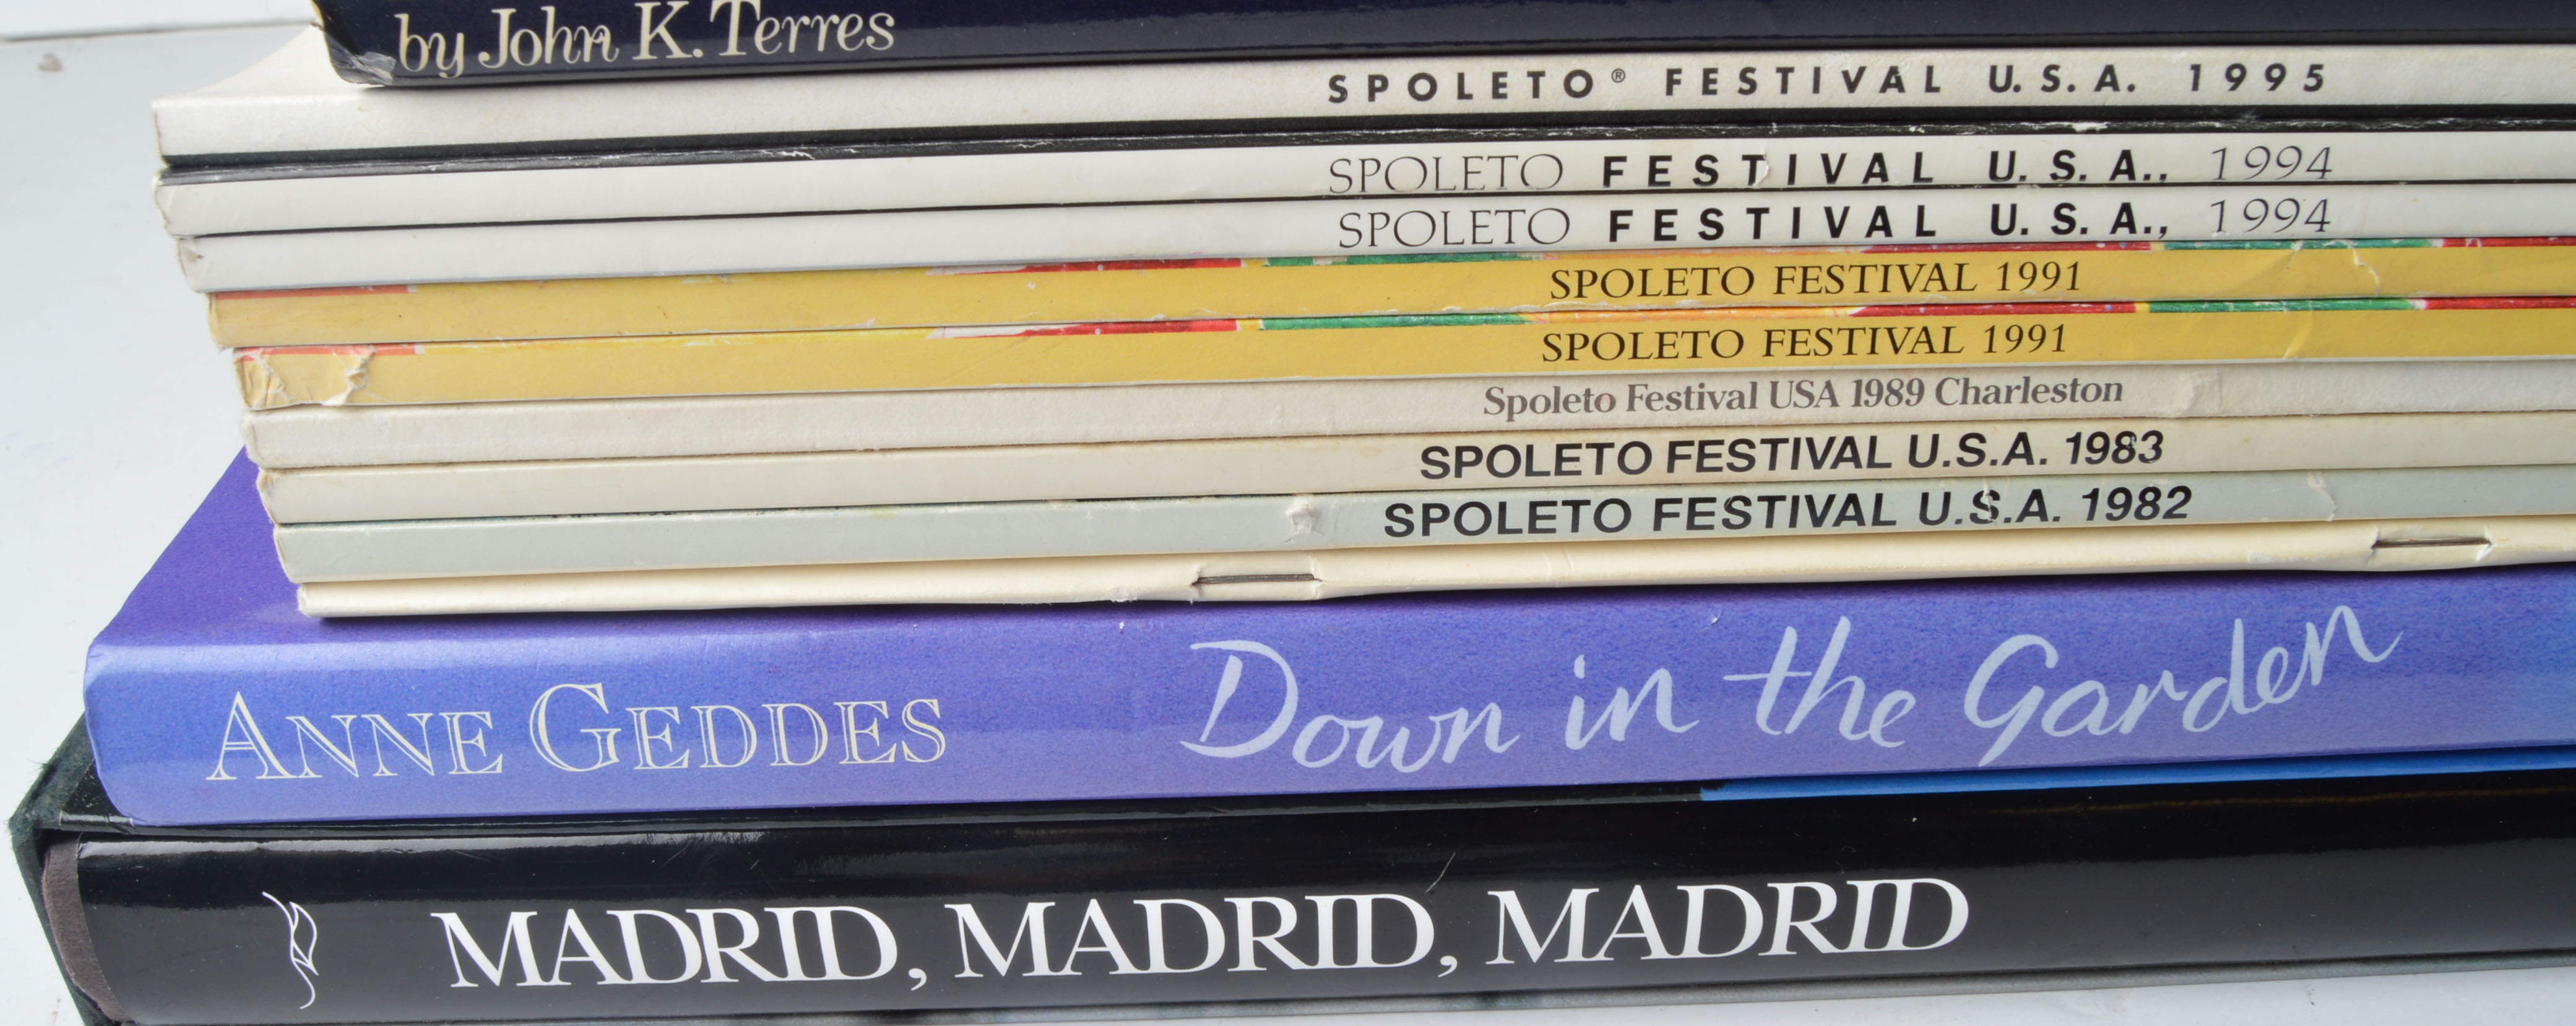 by John K. Terres
SPOLETO® FESTIVAL U.S.A. 1995
SPOLETO FESTIVAL U.S.A., 1994
SPOLETO FESTIVAL U.S.A., 1994
SPOLETO FESTIVAL 1991
SPOLETO FESTIVAL 1991
Spoleto Festival USA 1989 Charleston
SPOLETO FESTIVAL U.S.A. 1983
SPOLETO FESTIVAL U.S.A. 1982
ANNE GEDDES Down in the Garden
MADRID, MADRID, MADRID